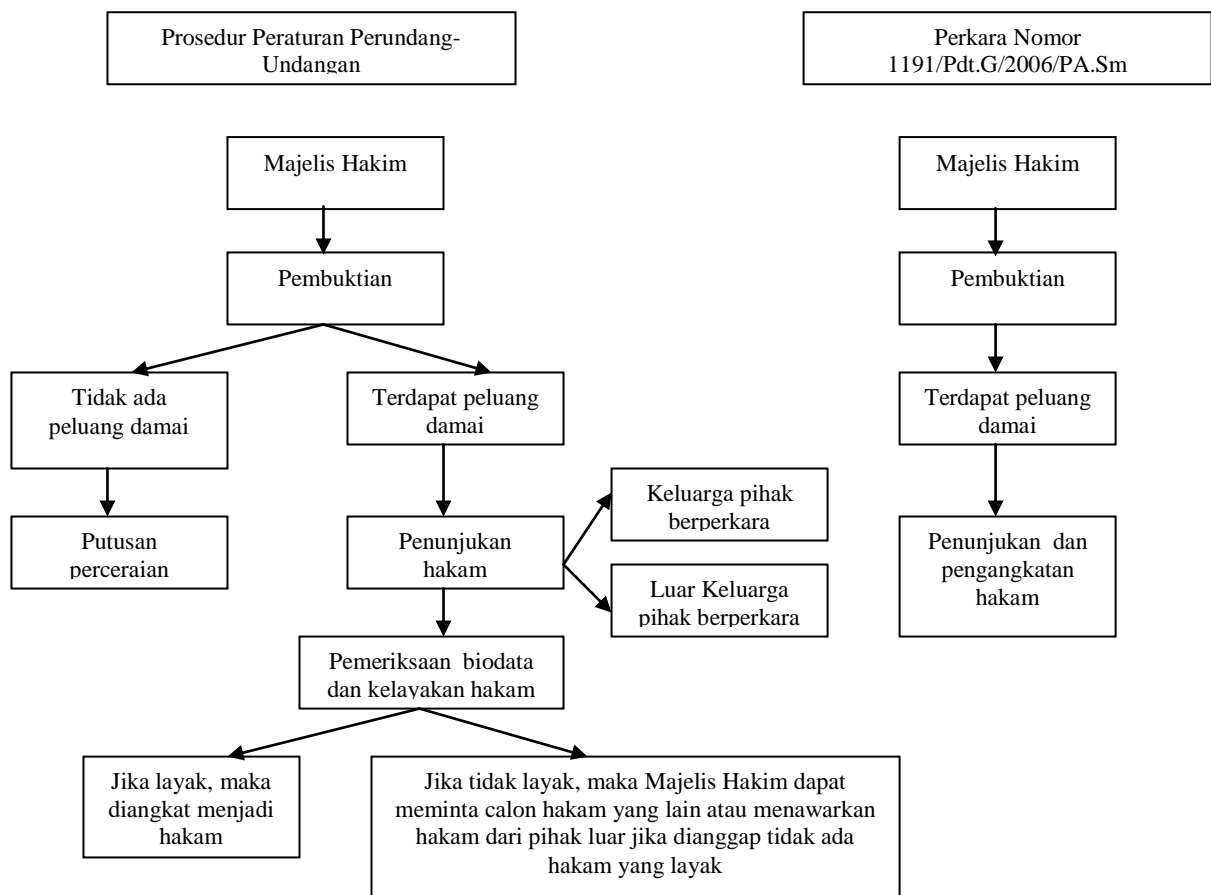 Prosedur Peraturan Perundang-
Undangan
Perkara Nomor
1191/Pdt.G/2006/PA.Sm
Majelis Hakim
Majelis Hakim
Pembuktian
Pembuktian
Tidak ada
peluang damai
Terdapat peluang
damai
Terdapat peluang
damai
Putusan
perceraian
Penunjukan
hakam
Keluarga pihak
berperkara
Luar Keluarga
pihak berperkara
Penunjukan dan
pengangkatan
hakam
Pemeriksaan biodata
dan kelayakan hakam
Jika layak, maka
diangkat menjadi
hakam
Jika tidak layak, maka Majelis Hakim dapat
meminta calon hakam yang lain atau menawarkan
hakam dari pihak luar jika dianggap tidak ada
hakam yang layak